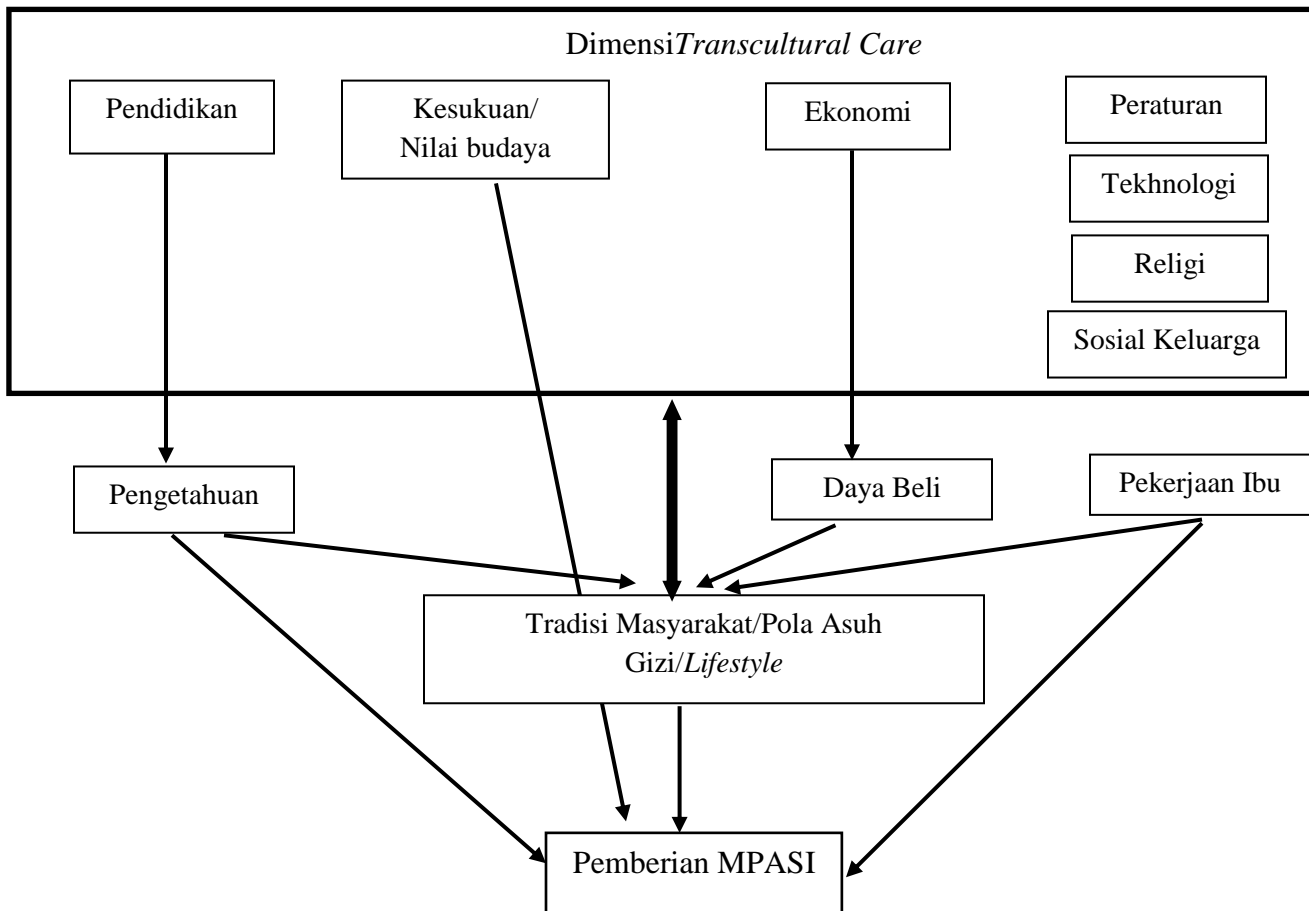 DimensiTranscultural Care
Pendidikan
Kesukuan/
Nilai budaya
Ekonomi
Peraturan
Tekhnologi
Religi
Sosial Keluarga
Pengetahuan
Daya Beli
Pekerjaan Ibu
Tradisi Masyarakat/Pola Asuh
Gizi/Lifestyle
Pemberian MPASI